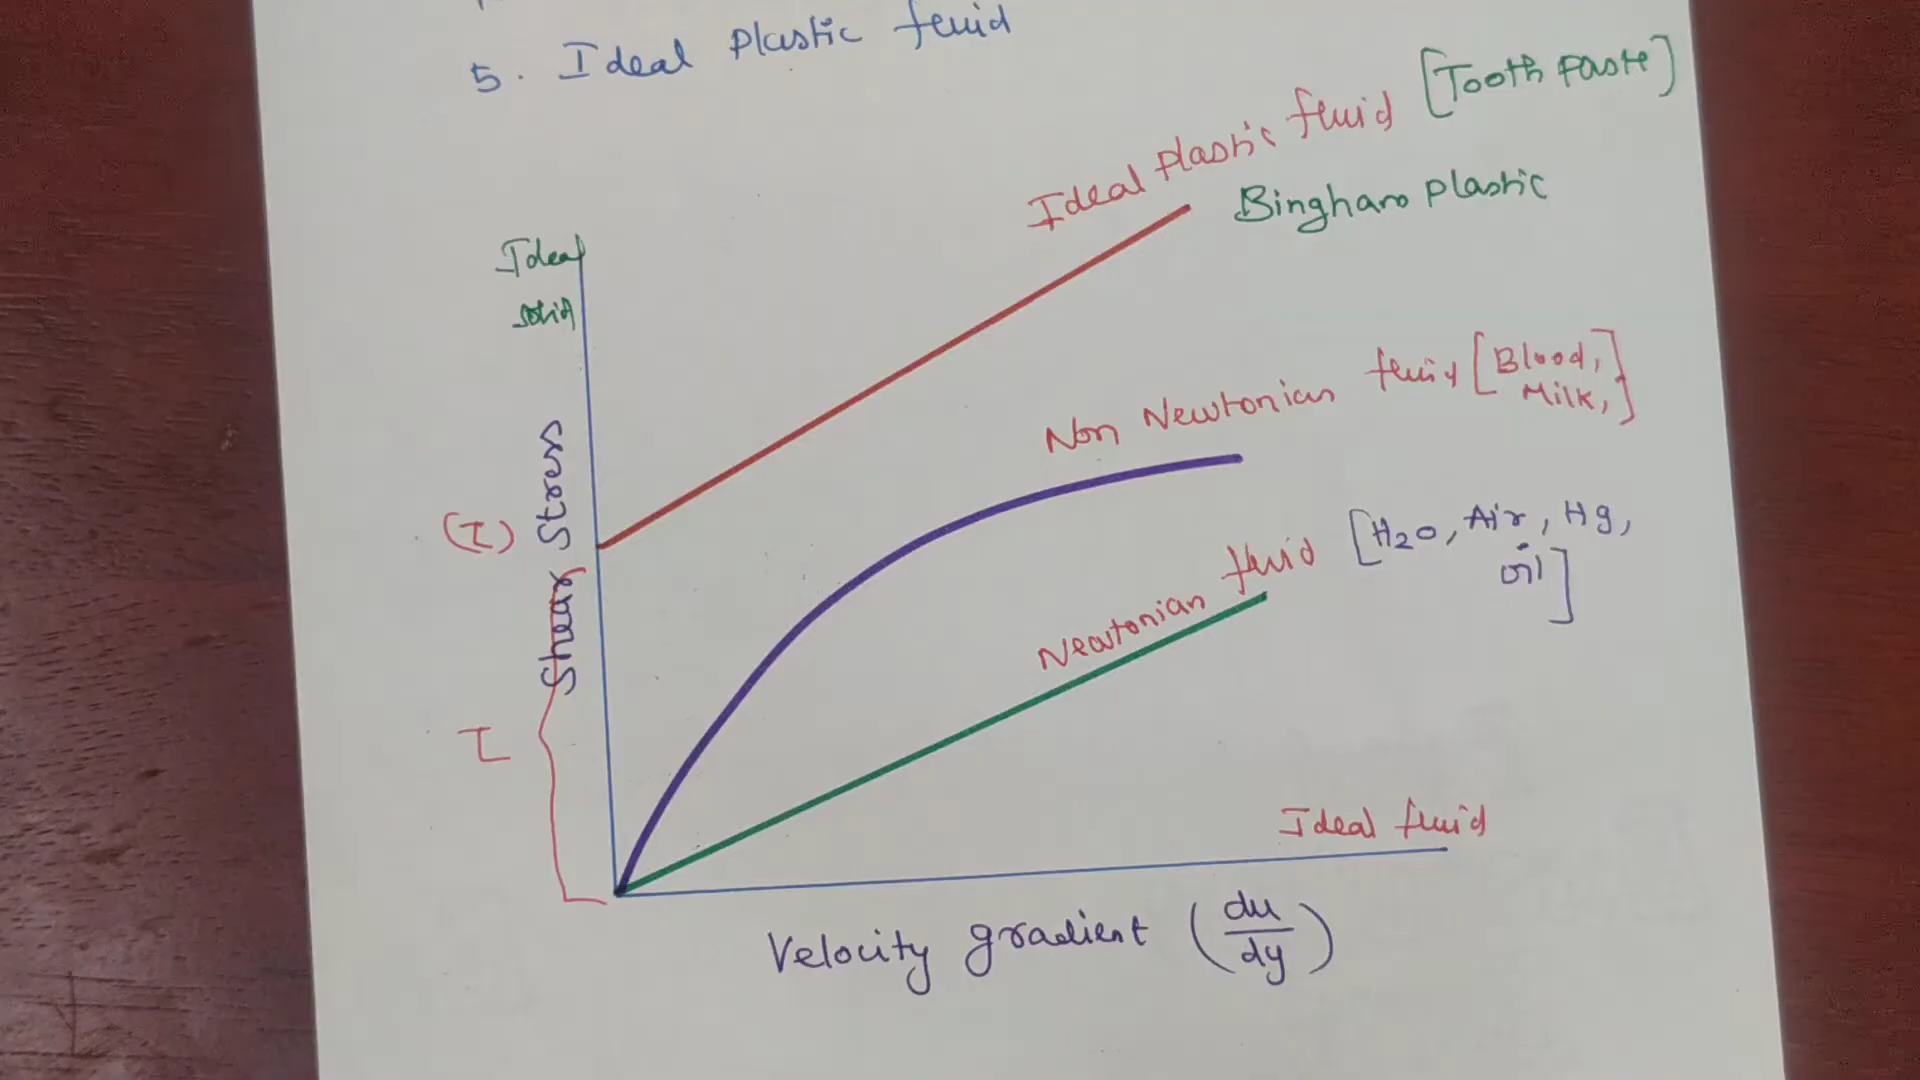 5. Ideal plastic fluid
Ideal plastic fluid [Tooth paste]
Bingham plastic
Ideal
solid
Non Newtonian fluid [Blood,
Milk,]
Shear Stress
(τ)
Newtonian fluid [H2O, Air, Hg,
oil]
τ
Ideal fluid
Velocity gradient (du/dy)